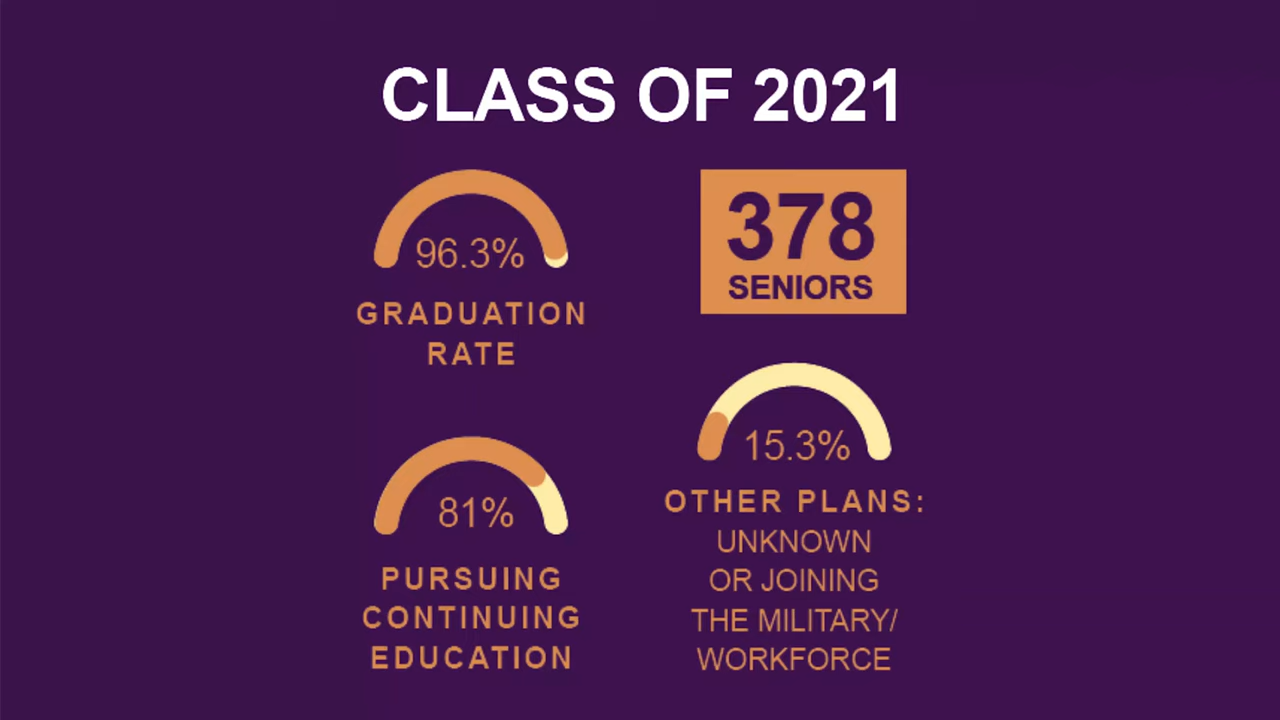 CLASS OF 2021
96.3%
GRADUATION
RATE
378
SENIORS
81%
PURSUING
CONTINUING
EDUCATION
15.3%
OTHER PLANS:
UNKNOWN
OR JOINING
THE MILITARY/
WORKFORCE